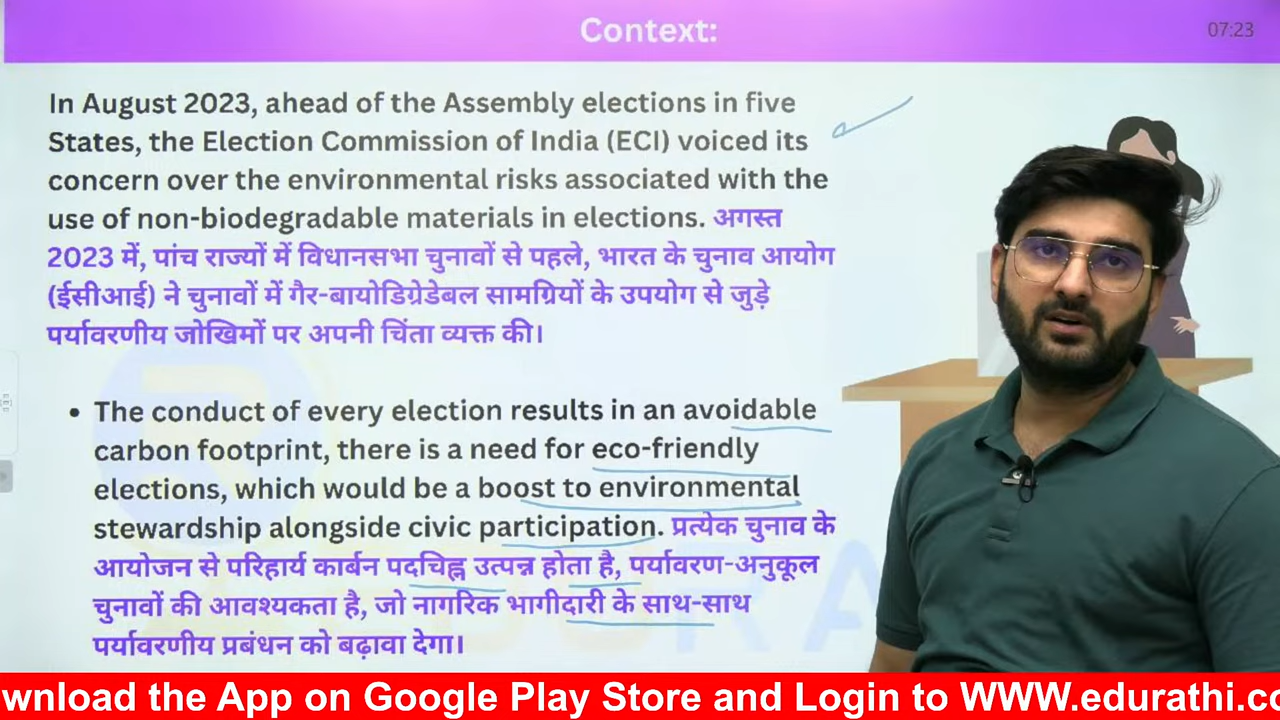 Context:
07:23
In August 2023, ahead of the Assembly elections in five
States, the Election Commission of India (ECI) voiced its
concern over the environmental risks associated with the
use of non-biodegradable materials in elections. अगस्त
2023 में, पांच राज्यों में विधानसभा चुनावों से पहले, भारत के चुनाव आयोग
(ईसीआई) ने चुनावों में गैर-बायोडिग्रेडेबल सामग्रियों के उपयोग से जुड़े
पर्यावरणीय जोखिमों पर अपनी चिंता व्यक्त की।
• The conduct of every election results in an avoidable
carbon footprint, there is a need for eco-friendly
elections, which would be a boost to environmental
stewardship alongside civic participation. प्रत्येक चुनाव के
आयोजन से परिहार्य कार्बन पदचिह्न उत्पन्न होता है, पर्यावरण-अनुकूल
चुनावों की आवश्यकता है, जो नागरिक भागीदारी के साथ-साथ
पर्यावरणीय प्रबंधन को बढ़ावा देगा।
wnload the App on Google Play Store and Login to WWW.edurathi.co